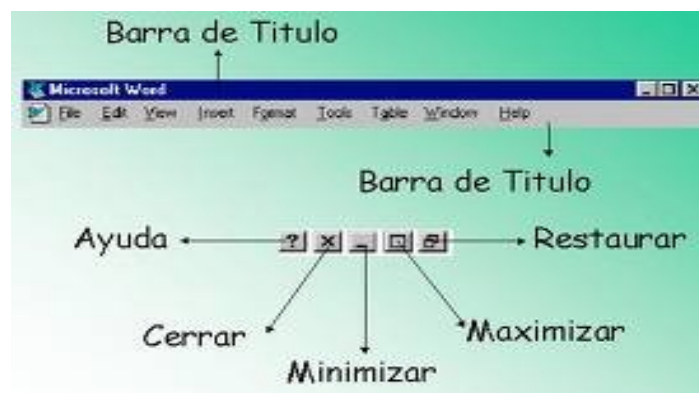 Barra de Titulo
Microsoft Word
File Edit View Insert Format Tools Table Window Help
Barra de Titulo
Ayuda
Restaurar
Cerrar
Maximizar
Minimizar